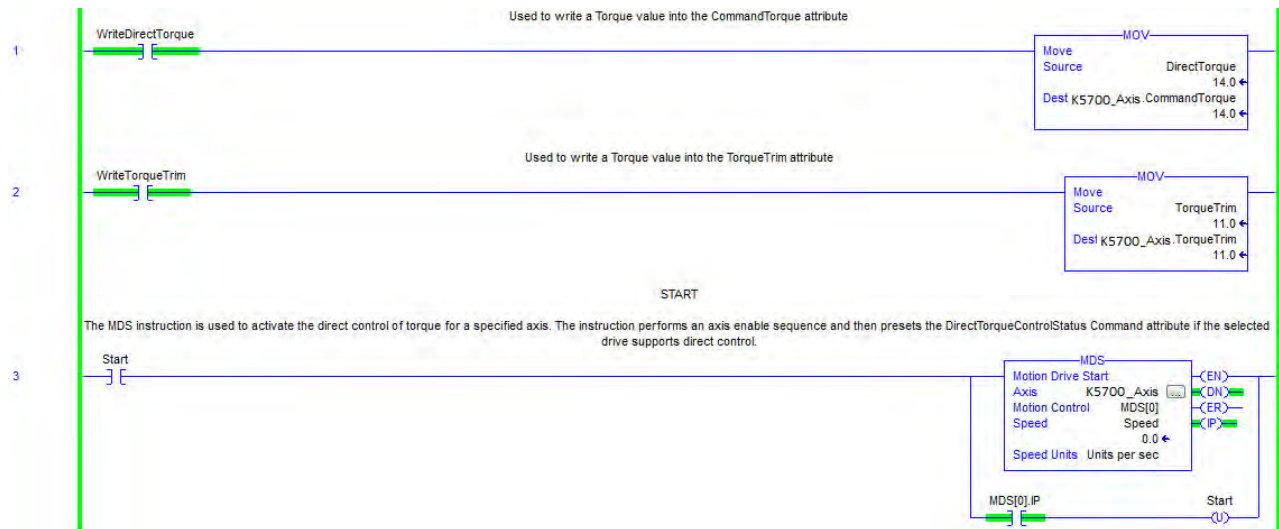 Used to write a Torque value into the CommandTorque attribute
WriteDirectTorque
1
MOV
Move
Source DirectTorque
14.0
Dest K5700_Axis.CommandTorque
14.0
Used to write a Torque value into the TorqueTrim attribute
WriteTorqueTrim
2
MOV
Move
Source TorqueTrim
11.0
Dest K5700_Axis.TorqueTrim
11.0
START
The MDS instruction is used to activate the direct control of torque for a specified axis. The instruction performs an axis enable sequence and then presets the DirectTorqueControlStatus Command attribute if the selected
drive supports direct control.
Start
3
MDS
Motion Drive Start (EN)
Axis K5700_Axis ... (DN)
Motion Control MDS[0] (ER)
Speed Speed (IP)
0.0
Speed Units Units per sec
MDS[0].IP Start
(U)